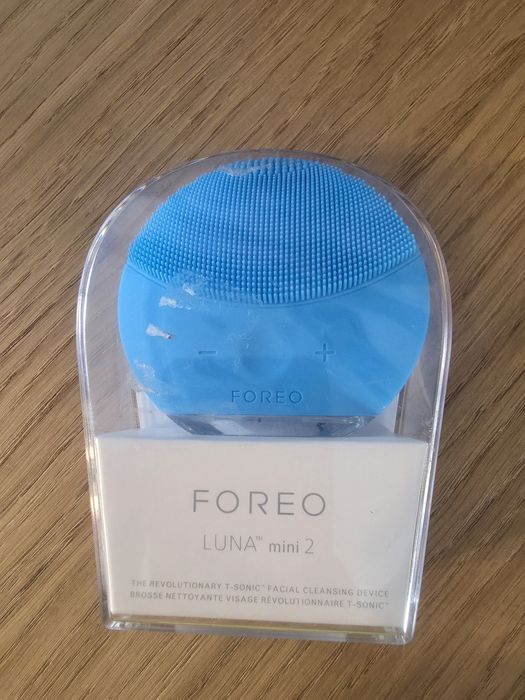 − +
FOREO
FOREO
LUNA™ mini 2
THE REVOLUTIONARY T-SONIC™ FACIAL CLEANSING DEVICE
BROSSE NETTOYANTE VISAGE RÉVOLUTIONNAIRE T-SONIC™